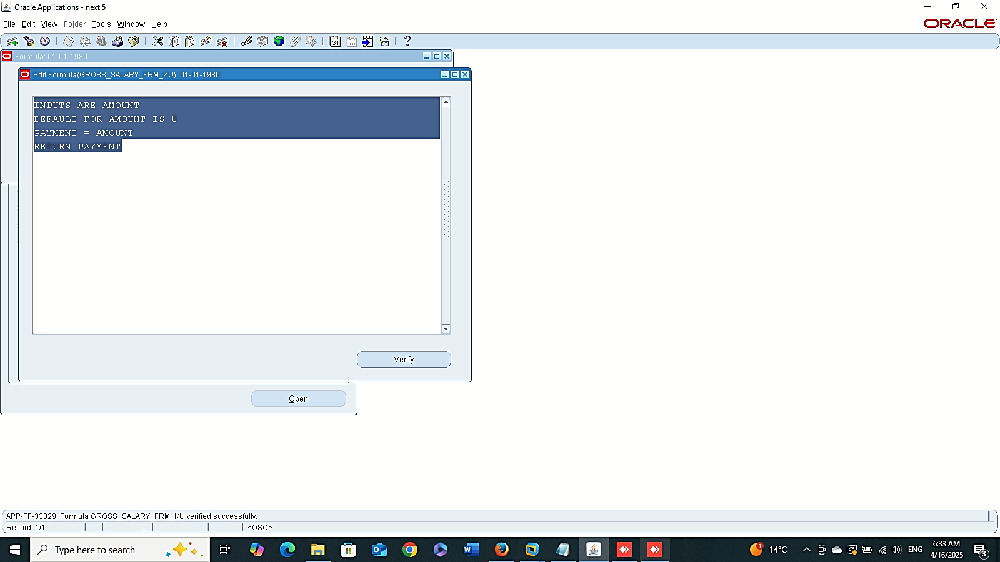 Oracle Applications - next 5
File Edit View Folder Tools Window Help
ORACLE
Formula: 01-01-1980
Edit Formula(GROSS_SALARY_FRM_KU): 01-01-1980
INPUTS ARE AMOUNT
DEFAULT FOR AMOUNT IS 0
PAYMENT = AMOUNT
RETURN PAYMENT
Verify
Open
APP-FF-33029: Formula GROSS_SALARY_FRM_KU verified successfully.
Record: 1/1 ... <OSC>
Type here to search
14°C
ENG
6:33 AM
4/16/2025
3